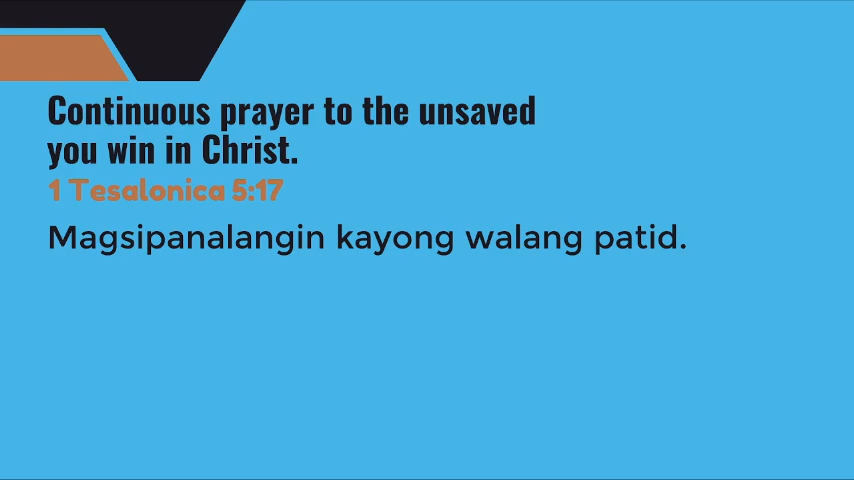 Continuous prayer to the unsaved
you win in Christ.
1 Tesalonica 5:17
Magsipanalangin kayong walang patid.